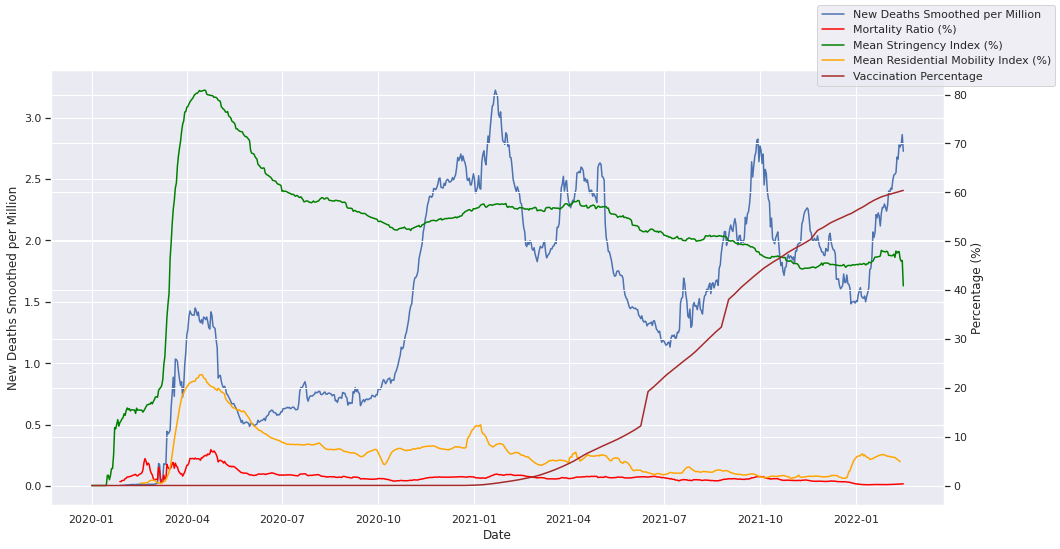 New Deaths Smoothed per Million
Mortality Ratio (%)
Mean Stringency Index (%)
Mean Residential Mobility Index (%)
Vaccination Percentage
New Deaths Smoothed per Million
3.0
2.5
2.0
1.5
1.0
0.5
0.0
80
70
60
50
40
30
20
10
0
Percentage (%)
2020-01 2020-04 2020-07 2020-10 2021-01 2021-04 2021-07 2021-10 2022-01
Date